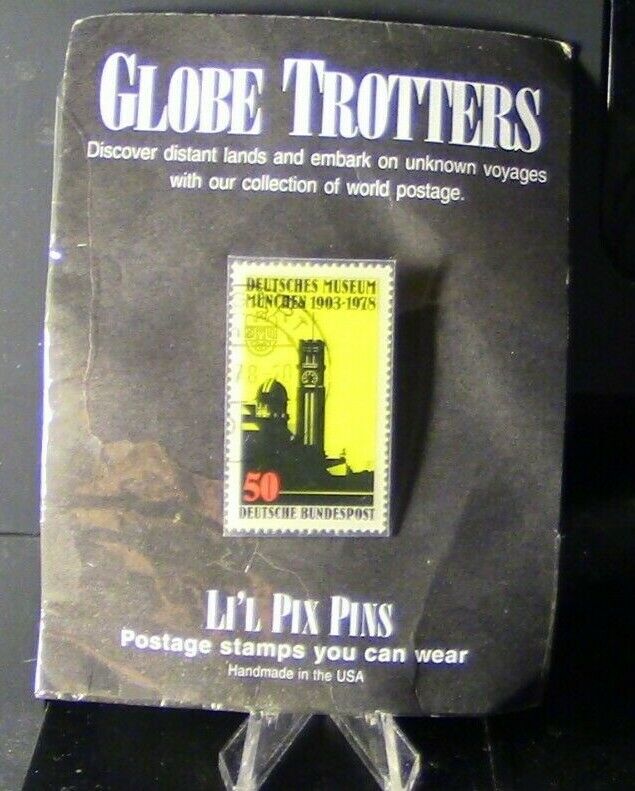 GLOBE TROTTERS
Discover distant lands and embark on unknown voyages
with our collection of world postage.
DEUTSCHES MUSEUM
MÜNCHEN 1903-1978
50
DEUTSCHE BUNDESPOST
LI'L PIX PINS
Postage stamps you can wear
Handmade in the USA